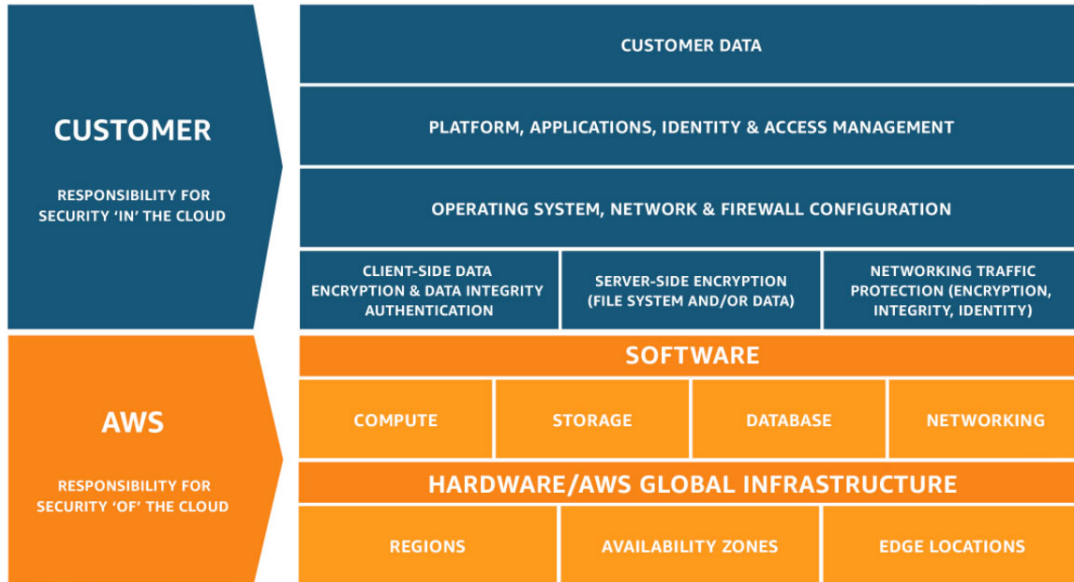 CUSTOMER
RESPONSIBILITY FOR
SECURITY ‘IN’ THE CLOUD
CUSTOMER DATA
PLATFORM, APPLICATIONS, IDENTITY & ACCESS MANAGEMENT
OPERATING SYSTEM, NETWORK & FIREWALL CONFIGURATION
CLIENT-SIDE DATA
ENCRYPTION & DATA INTEGRITY
AUTHENTICATION
SERVER-SIDE ENCRYPTION
(FILE SYSTEM AND/OR DATA)
NETWORKING TRAFFIC
PROTECTION (ENCRYPTION,
INTEGRITY, IDENTITY)
AWS
RESPONSIBILITY FOR
SECURITY ‘OF’ THE CLOUD
SOFTWARE
COMPUTE
STORAGE
DATABASE
NETWORKING
HARDWARE/AWS GLOBAL INFRASTRUCTURE
REGIONS
AVAILABILITY ZONES
EDGE LOCATIONS